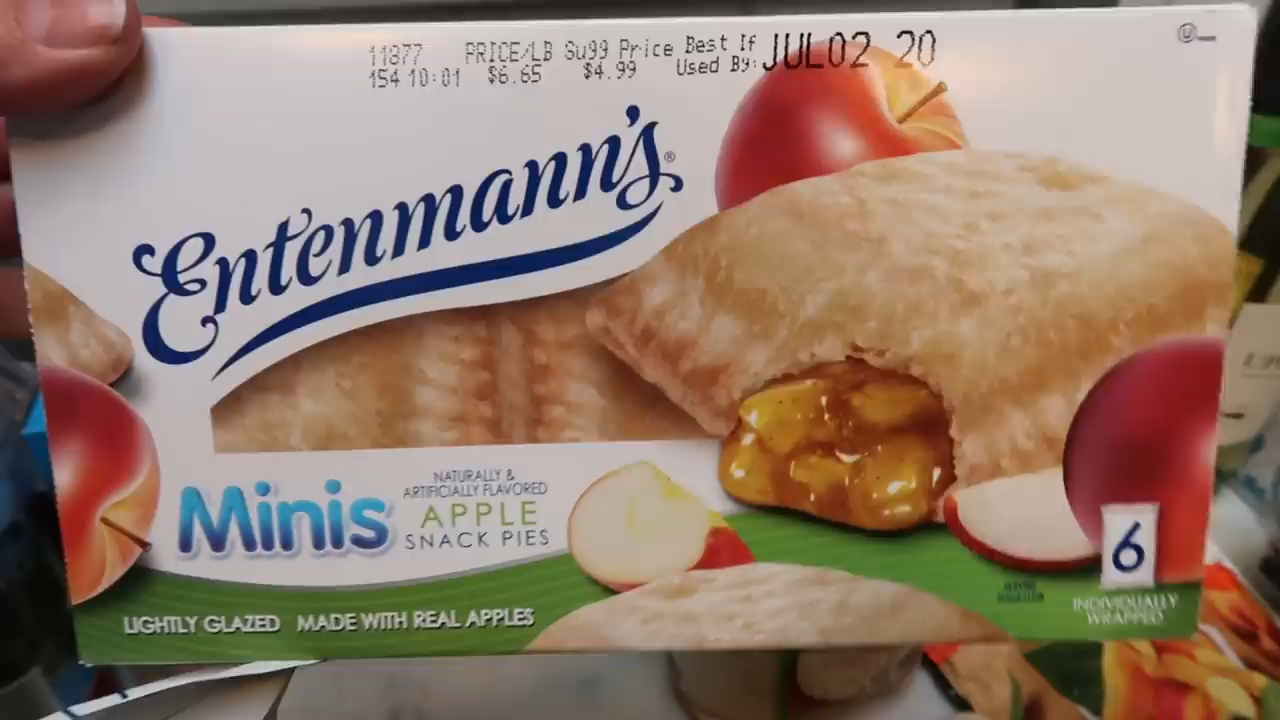 11877 PRICE/LB Sugg Price Best If JUL02 20
154 10:01 $6.65 $4.99 Used By:
Entenmann's®
Minis
NATURALLY &
ARTIFICIALLY FLAVORED
APPLE
SNACK PIES
6
INDIVIDUALLY
WRAPPED
LIGHTLY GLAZED MADE WITH REAL APPLES